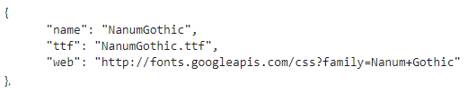 {
"name": "NanumGothic",
"ttf": "NanumGothic.ttf",
"web": "http://fonts.googleapis.com/css?family=Nanum+Gothic"
},